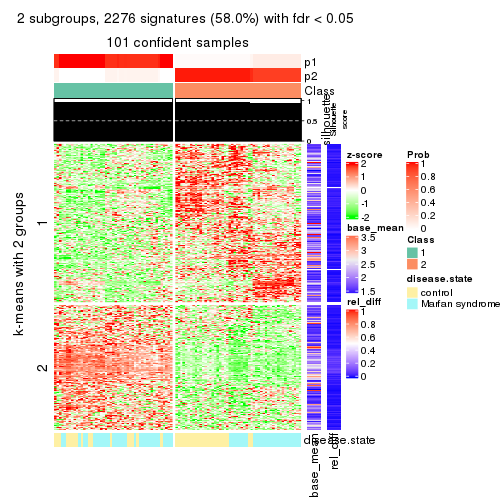 2 subgroups, 2276 signatures (58.0%) with fdr < 0.05
101 confident samples
p1
p2
Class
1
0.5
0
silhouette
Silhouette
score
k-means with 2 groups
1
2
disease.state
base_mean
rel_diff
z-score
2
1
0
-1
-2
base_mean
3.5
3
2.5
2
1.5
rel_diff
1
0.8
0.6
0.4
0.2
0
Prob
1
0.8
0.6
0.4
0.2
0
Class
1
2
disease.state
control
Marfan syndrome